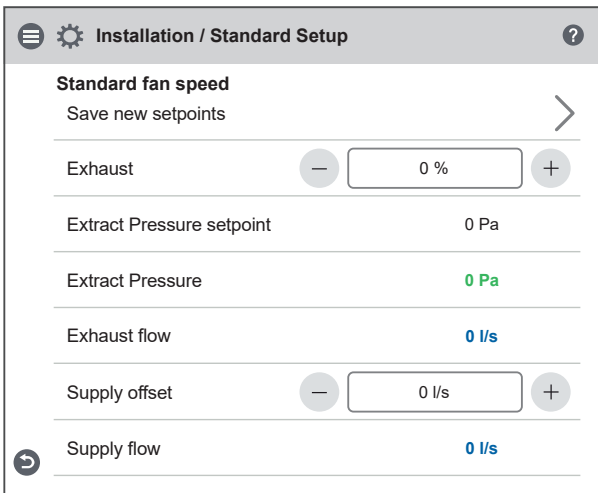 Installation / Standard Setup
?
Standard fan speed
Save new setpoints
Exhaust − 0 % +
Extract Pressure setpoint 0 Pa
Extract Pressure 0 Pa
Exhaust flow 0 l/s
Supply offset − 0 l/s +
Supply flow 0 l/s